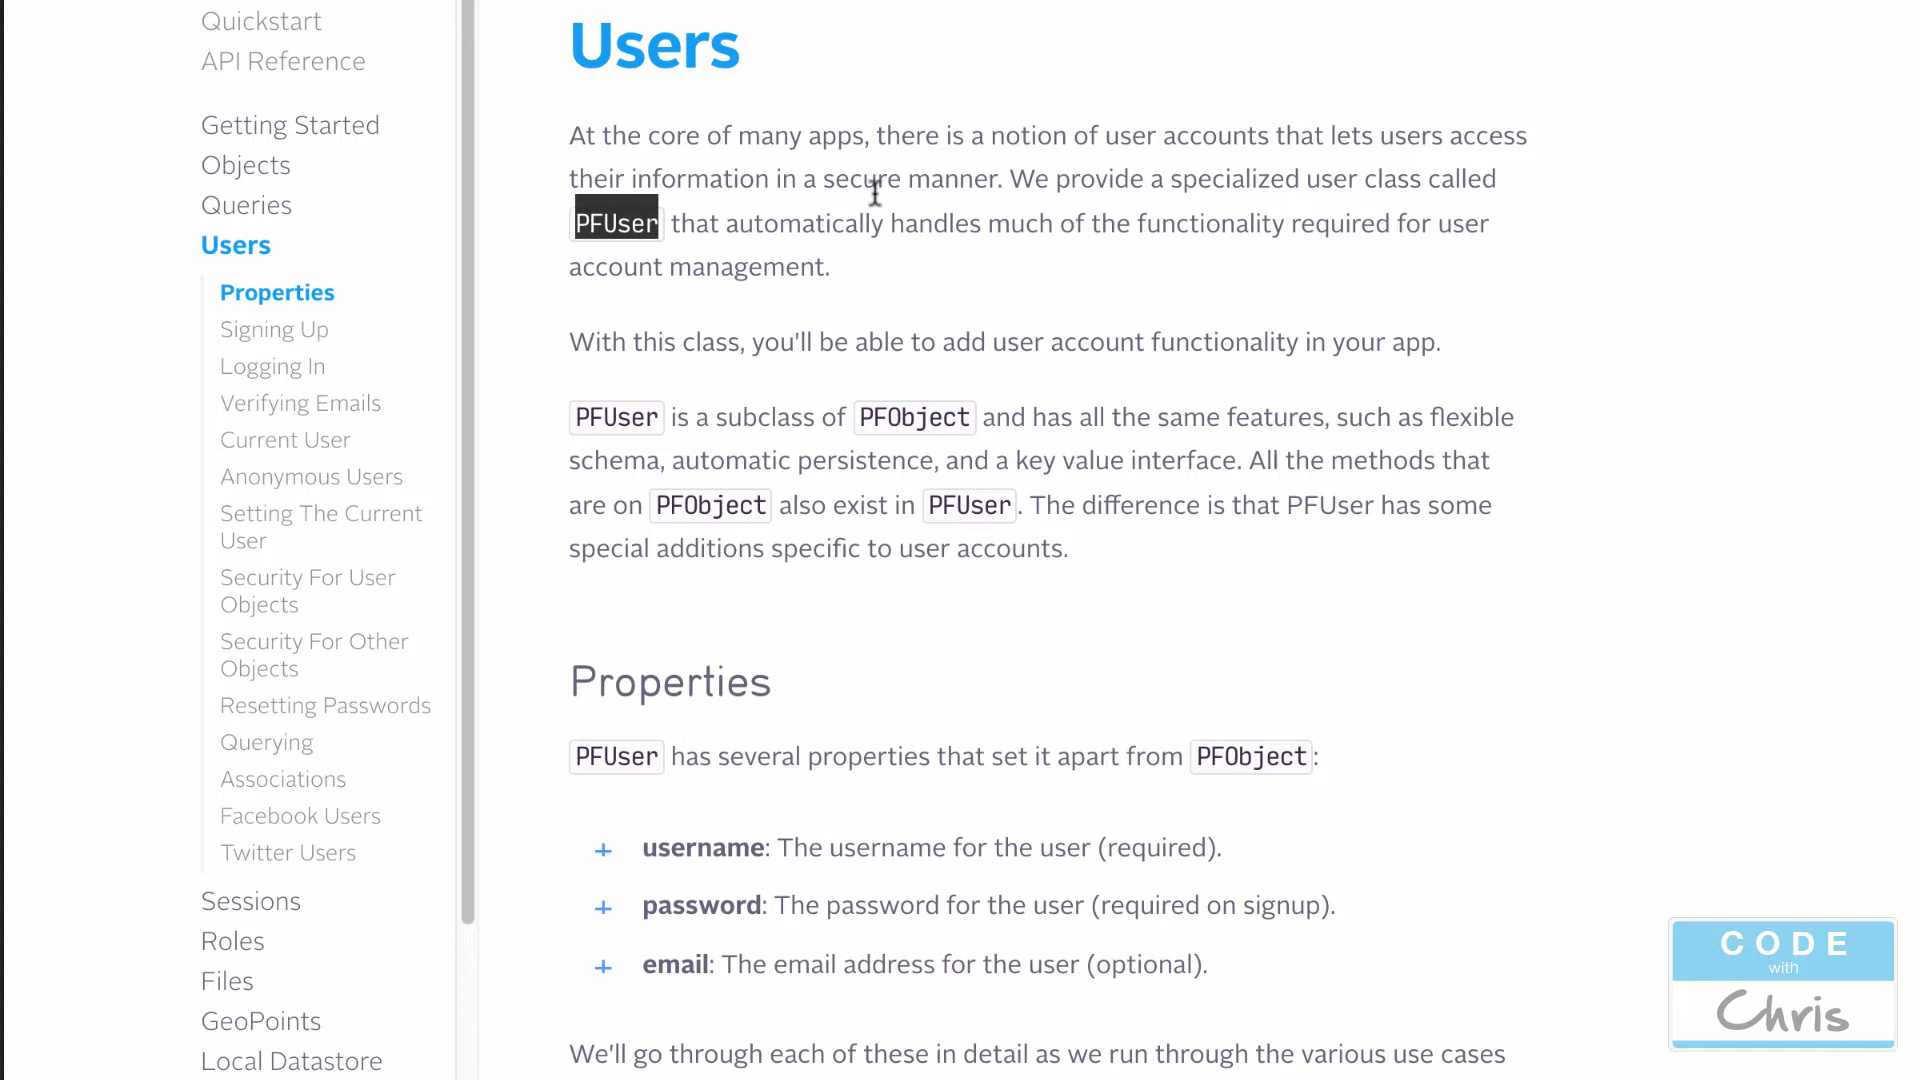 Quickstart
API Reference
Getting Started
Objects
Queries
Users
Properties
Signing Up
Logging In
Verifying Emails
Current User
Anonymous Users
Setting The Current
User
Security For User
Objects
Security For Other
Objects
Resetting Passwords
Querying
Associations
Facebook Users
Twitter Users
Sessions
Roles
Files
GeoPoints
Local Datastore
Users
At the core of many apps, there is a notion of user accounts that lets users access
their information in a secure manner. We provide a specialized user class called
PFUser that automatically handles much of the functionality required for user
account management.
With this class, you'll be able to add user account functionality in your app.
PFUser is a subclass of PFObject and has all the same features, such as flexible
schema, automatic persistence, and a key value interface. All the methods that
are on PFObject also exist in PFUser. The difference is that PFUser has some
special additions specific to user accounts.
Properties
PFUser has several properties that set it apart from PFObject:
+ username: The username for the user (required).
+ password: The password for the user (required on signup).
+ email: The email address for the user (optional).
We'll go through each of these in detail as we run through the various use cases
CODE
with
Chris